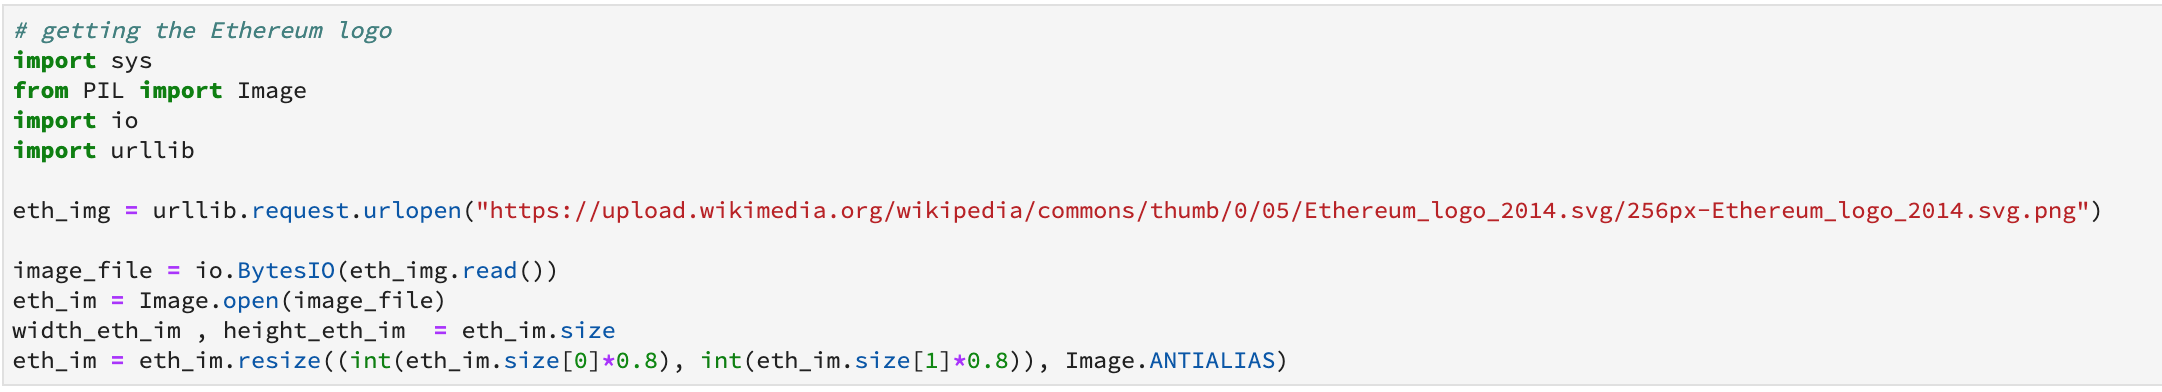 # getting the Ethereum logo
import sys
from PIL import Image
import io
import urllib
eth_img = urllib.request.urlopen("https://upload.wikimedia.org/wikipedia/commons/thumb/0/05/Ethereum_logo_2014.svg/256px-Ethereum_logo_2014.svg.png")
image_file = io.BytesIO(eth_img.read())
eth_im = Image.open(image_file)
width_eth_im , height_eth_im  = eth_im.size
eth_im = eth_im.resize((int(eth_im.size[0]*0.8), int(eth_im.size[1]*0.8)), Image.ANTIALIAS)